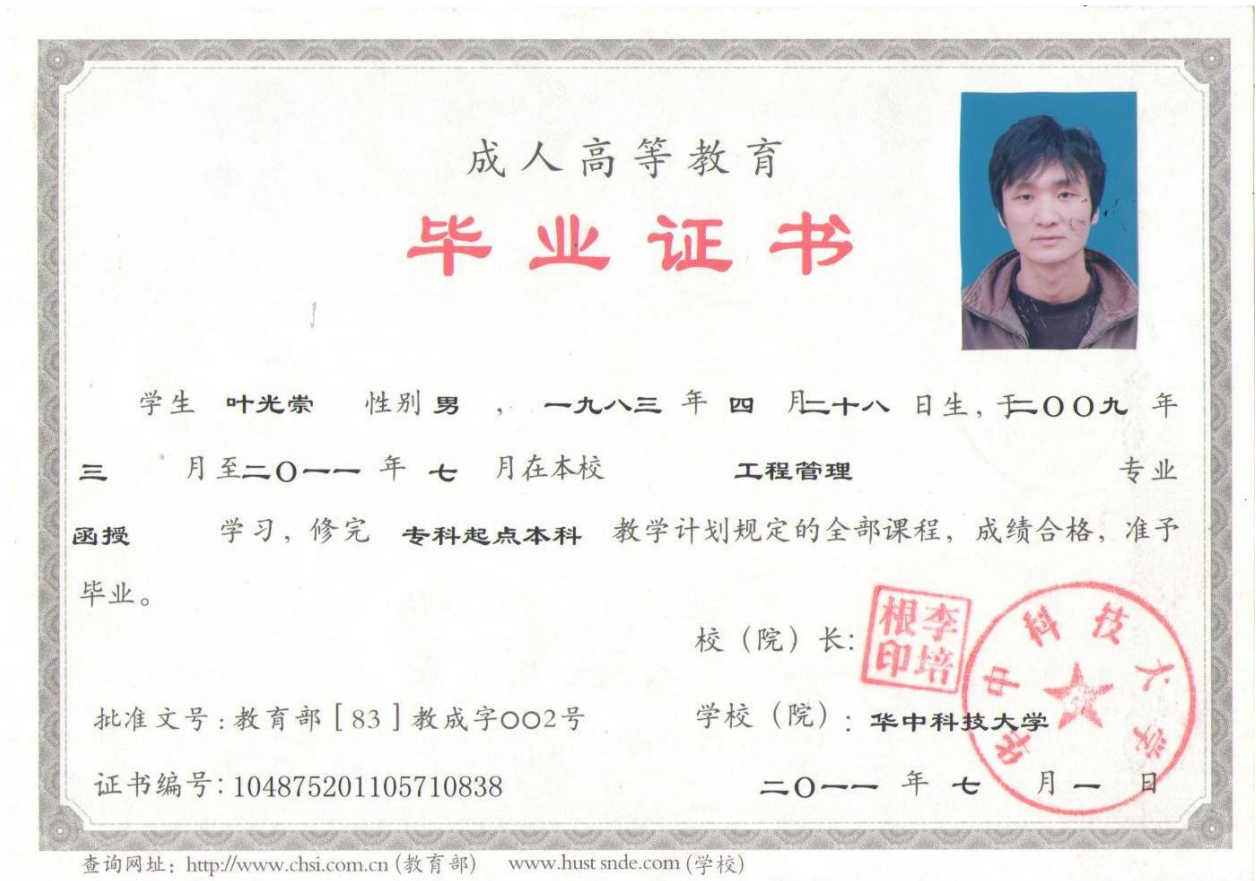 成人高等教育
毕业证书
学生 叶光崇 性别 男 ， 一九八三 年 四 月 二十八 日生，于二〇〇九 年
三 月至二〇一一 年 七 月在本校 工程管理 专业
函授 学习，修完 专科起点本科 教学计划规定的全部课程，成绩合格，准予
毕业。
校（院）长：
李培根印
批准文号：教育部［83］教成字〇〇2号
学校（院）：华中科技大学
华中科技大学
证书编号：104875201105710838
二〇一一 年 七 月 一 日
查询网址：http://www.chsi.com.cn (教育部) www.hust snde.com (学校)